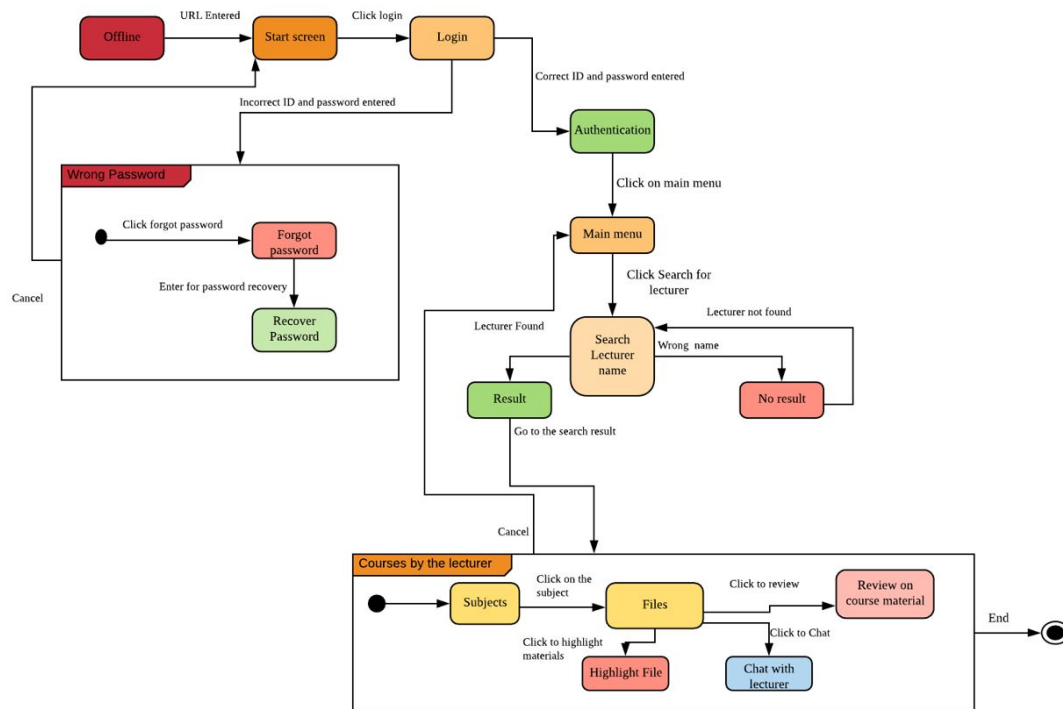 URL Entered
Click login
Offline
Start screen
Login
Correct ID and password entered
Incorrect ID and password entered
Authentication
Wrong Password
Click on main menu
Click forgot password
Forgot
password
Main menu
Click Search for
lecturer
Enter for password recovery
Cancel
Recover
Password
Lecturer Found
Lecturer not found
Search
Lecturer
name
Wrong name
Result
No result
Go to the search result
Cancel
Courses by the lecturer
Subjects
Click on the
subject
Files
Click to review
Review on
course material
End
Click to highlight
materials
Click to Chat
Highlight File
Chat with
lecturer